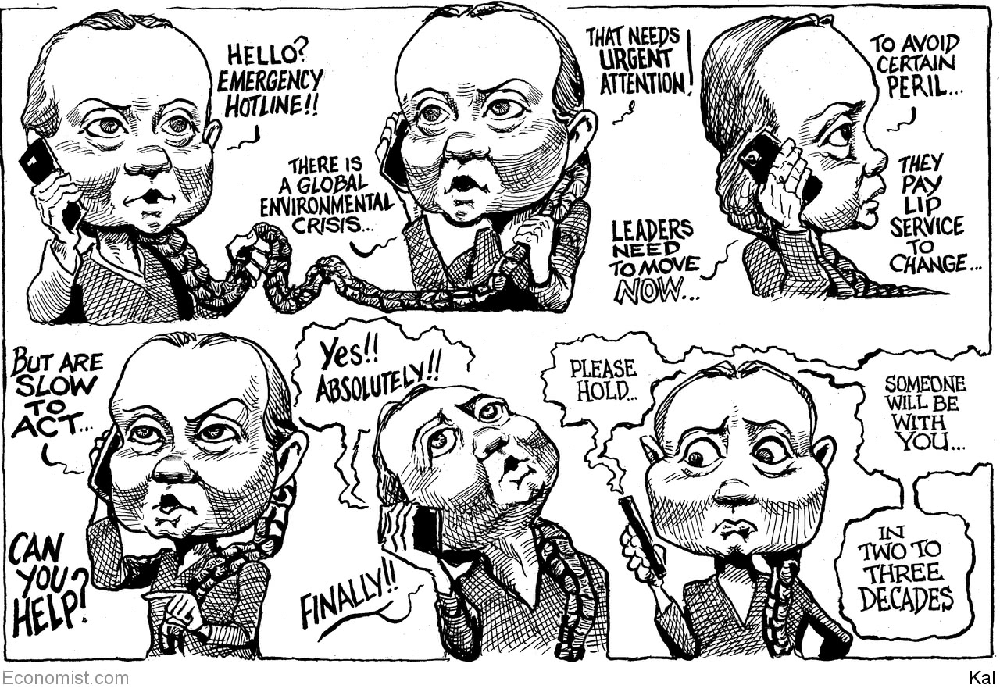 HELLO?
EMERGENCY
HOTLINE!!
THERE IS
A GLOBAL
ENVIRONMENTAL
CRISIS...
THAT NEEDS
URGENT
ATTENTION!
LEADERS
NEED
TO MOVE
NOW...
TO AVOID
CERTAIN
PERIL...
THEY
PAY
LIP
SERVICE
TO
CHANGE...
BUT ARE
SLOW
TO
ACT...
CAN
YOU
HELP?
Yes!!
ABSOLUTELY!!
FINALLY!!
PLEASE
HOLD...
SOMEONE
WILL BE
WITH
YOU...
IN
TWO TO
THREE
DECADES
Economist.com
Kal